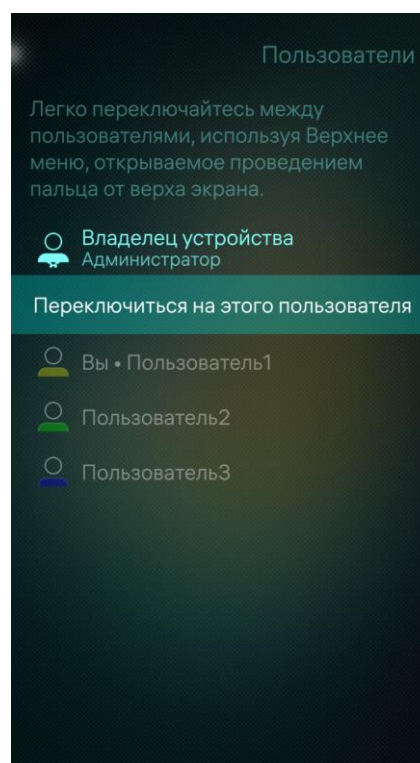 Пользователи
Легко переключайтесь между
пользователями, используя Верхнее
меню, открываемое проведением
пальца от верха экрана.
Владелец устройства
Администратор
Переключиться на этого пользователя
Вы • Пользователь1
Пользователь2
Пользователь3